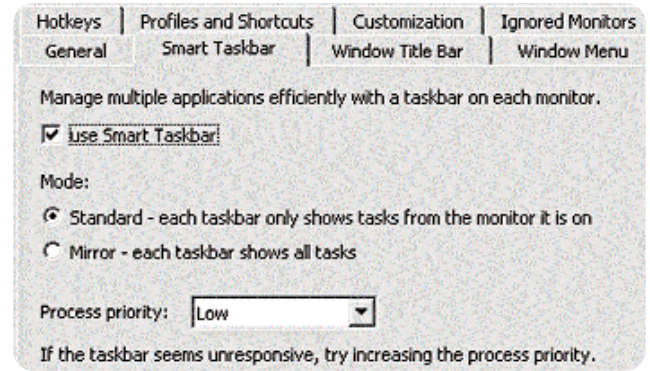 Hotkeys Profiles and Shortcuts Customization Ignored Monitors
General Smart Taskbar Window Title Bar Window Menu
Manage multiple applications efficiently with a taskbar on each monitor.
use Smart Taskbar
Mode:
Standard - each taskbar only shows tasks from the monitor it is on
Mirror - each taskbar shows all tasks
Process priority: Low
If the taskbar seems unresponsive, try increasing the process priority.